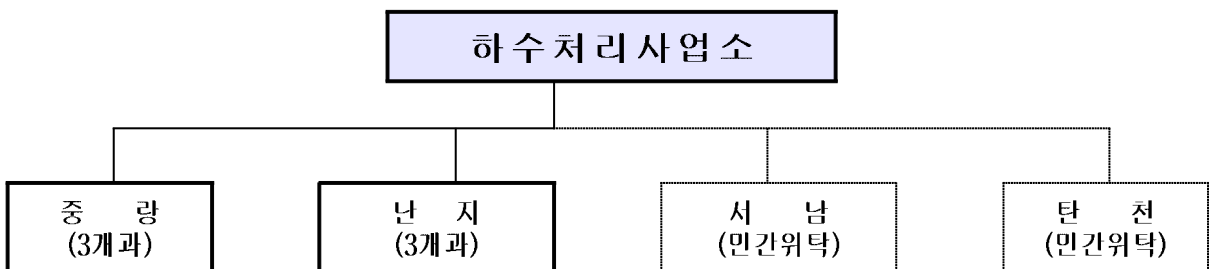 하수처리사업소
중 랑
(3개과)
난 지
(3개과)
서 남
(민간위탁)
탄 천
(민간위탁)